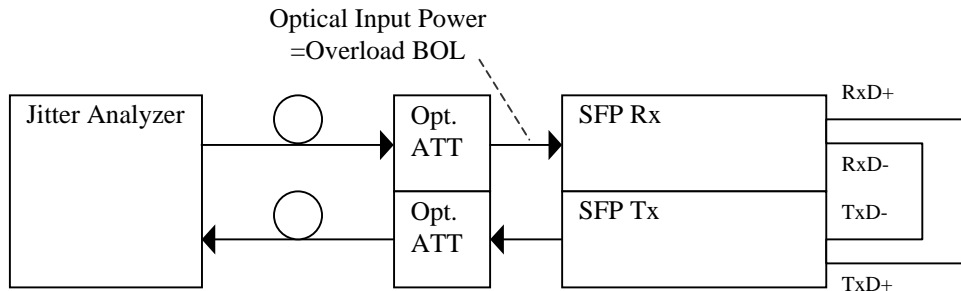 Optical Input Power
=Overload BOL
Jitter Analyzer
Opt.
ATT
SFP Rx
RxD+
RxD-
Opt.
ATT
SFP Tx
TxD-
TxD+